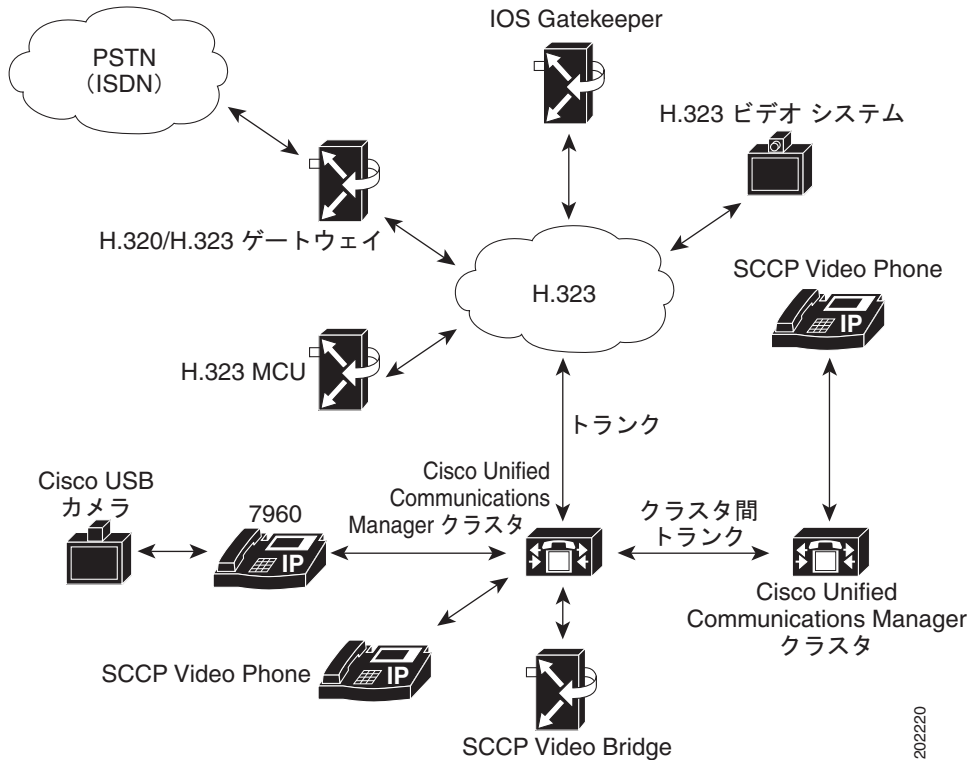 IOS Gatekeeper
PSTN
（ISDN）
H.323 ビデオ システム
H.320/H.323 ゲートウェイ
H.323
SCCP Video Phone
IP
H.323 MCU
トランク
Cisco USB
カメラ
7960
IP
Cisco Unified
Communications
Manager クラスタ
クラスタ間
トランク
Cisco Unified
Communications Manager
クラスタ
SCCP Video Phone
IP
SCCP Video Bridge
202220